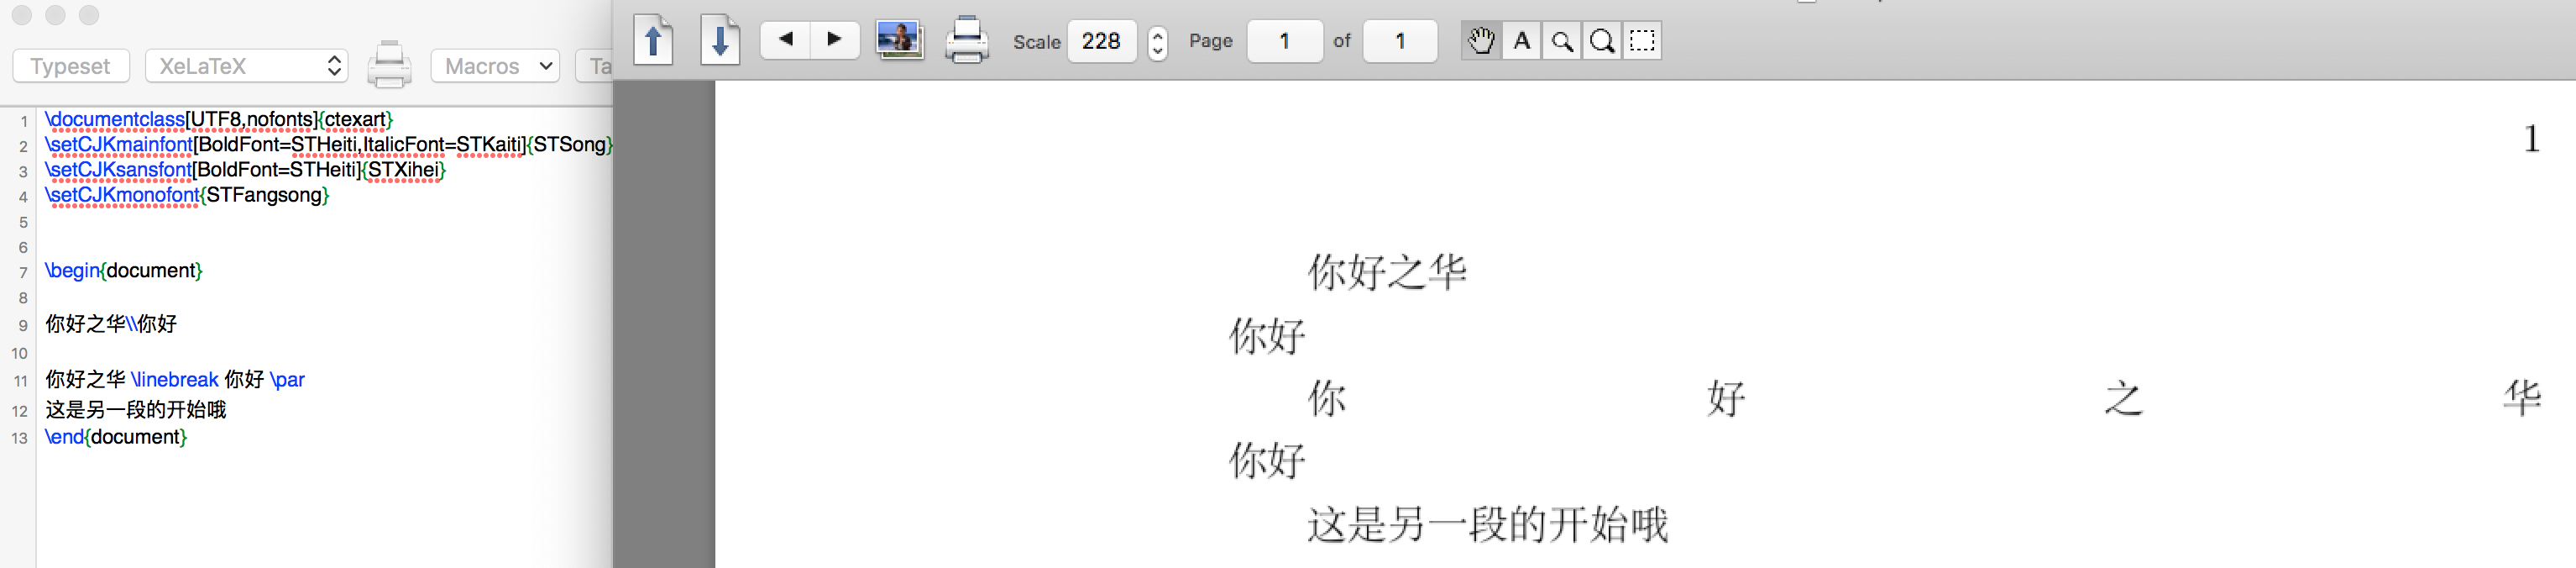 Typeset XeLaTeX Macros Ta
Scale 228 Page 1 of 1 A
1 \documentclass[UTF8,nofonts]{ctexart}
2 \setCJKmainfont[BoldFont=STHeiti,ItalicFont=STKaiti]{STSong}
3 \setCJKsansfont[BoldFont=STHeiti]{STXihei}
4 \setCJKmonofont{STFangsong}
5
6
7 \begin{document}
8
9 你好之华\\你好
10
11 你好之华 \linebreak 你好 \par
12 这是另一段的开始哦
13 \end{document}
1
你好之华
你好
你 好 之 华
你好
这是另一段的开始哦